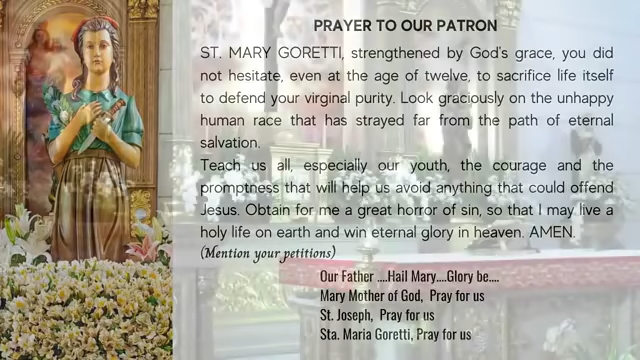 PRAYER TO OUR PATRON
ST. MARY GORETTI, strengthened by God's grace, you did
not hesitate, even at the age of twelve, to sacrifice life itself
to defend your virginal purity. Look graciously on the unhappy
human race that has strayed far from the path of eternal
salvation.
Teach us all, especially our youth, the courage and the
promptness that will help us avoid anything that could offend
Jesus. Obtain for me a great horror of sin, so that I may live a
holy life on earth and win eternal glory in heaven. AMEN.
(Mention your petitions)
Our Father ....Hail Mary....Glory be....
Mary Mother of God, Pray for us
St. Joseph, Pray for us
Sta. Maria Goretti, Pray for us